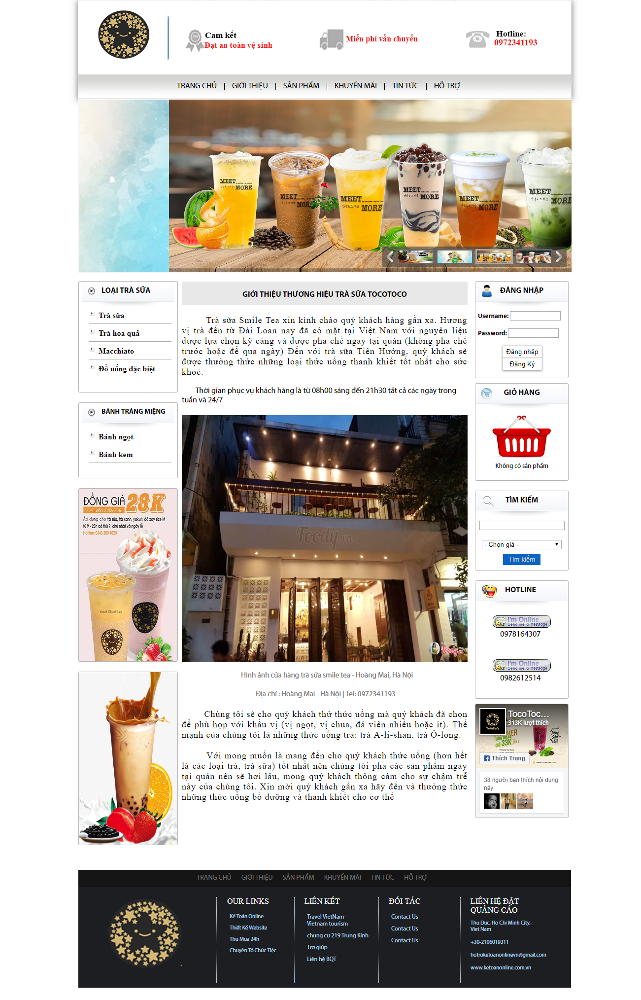 Cam kết
Đạt an toàn vệ sinh
Miễn phí vẫn chuyển
Hotline:
0972341193
TRANG CHỦ | GIỚI THIỆU | SẢN PHẨM | KHUYỂN MÃI | TIN TỨC | HỖ TRỢ
MEET MORE
MEET MORE
MEET MORE
MEET MORE
MEET MORE
MEET MORE
LOẠI TRÀ SỮA
Trà sữa
Trà hoa quả
Macchiato
Đồ uống đặc biệt
BÁNH TRÁNG MIỆNG
Bánh ngọt
Bánh kem
ĐỒNG GIÁ 28K
20/11 đến 31/12/2017
Áp dụng cho trà sữa, trà xanh, yakult, đá xay size M
từ 9 - 23h cả thứ 7, chủ nhật và ngày lễ
Hotline: 0243 200 4020
Yakult Chanh Leo
GIỚI THIỆU THƯƠNG HIỆU TRÀ SỮA TOCOTOCO
Trà sữa Smile Tea xin kính chào quý khách hàng gần xa. Hương
vị trà đến từ Đài Loan nay đã có mặt tại Việt Nam với nguyên liệu
được lựa chọn kỹ càng và được pha chế ngay tại quán (không pha chế
trước hoặc để qua ngày) Đến với trà sữa Tiên Hưởng, quý khách sẽ
được thưởng thức những loại thức uống thanh khiết tốt nhất cho sức
khoẻ.
Thời gian phục vụ khách hàng là từ 08h00 sáng đến 21h30 tất cả các ngày trong
tuần và 24/7
Foody.vn
Foody.vn
Hình ảnh cửa hàng trà sữa smile tea - Hoàng Mai, Hà Nội
Địa chỉ : Hoàng Mai - Hà Nội | Tel: 0972341193
Chúng tôi sẽ cho quý khách thử thức uống mà quý khách đã chọn
để phù hợp với khẩu vị (vị ngọt, vị chua, đá viên nhiều hoặc ít). Thế
mạnh của chúng tôi là những thức uống trà: trà A-li-shan, trà Ô-long.
Với mong muốn là mang đến cho quý khách thức uống (hơn hết
là các loại trà, trà sữa) tốt nhất nên chúng tôi pha các sản phẩm ngay
tại quán nên sẽ hơi lâu, mong quý khách thông cảm cho sự chậm trễ
này của chúng tôi. Xin mời quý khách gần xa hãy đến và thưởng thức
những thức uống bổ dưỡng và thanh khiết cho cơ thể
ĐĂNG NHẬP
Username:
Password:
Đăng nhập
Đăng Ký
GIỎ HÀNG
Không có sản phẩm
TÌM KIẾM
- Chọn giá -
Tìm kiếm
HOTLINE
I'm Online
Send me a message
0978164307
I'm Online
Send me a message
0982612514
TocoToc...
313K lượt thích
CHỈ 33K
Nông Sản Việt
Thích Trang
38 người bạn thích nội dung
này
TRANG CHỦ GIỚI THIỆU SẢN PHẨM KHUYẾN MÃI TIN TỨC HỖ TRỢ
OUR LINKS
Kế Toán Online
Thiết Kế Website
Thu Mua 24h
Chuyên Tổ Chức Tiệc
LIÊN KẾT
Travel VietNam -
Vietnam tourism
chung cư 219 Trung Kính
Trợ giúp
Liên hệ BQT
ĐỐI TÁC
Contact Us
Contact Us
Contact Us
LIÊN HỆ ĐẶT
QUẢNG CÁO
Thu Duc, Ho Chi Minh City,
Viet Nam
+30-2106019311
hotroketoanonlinevn@gmail.com
www.ketoanonline.com.vn